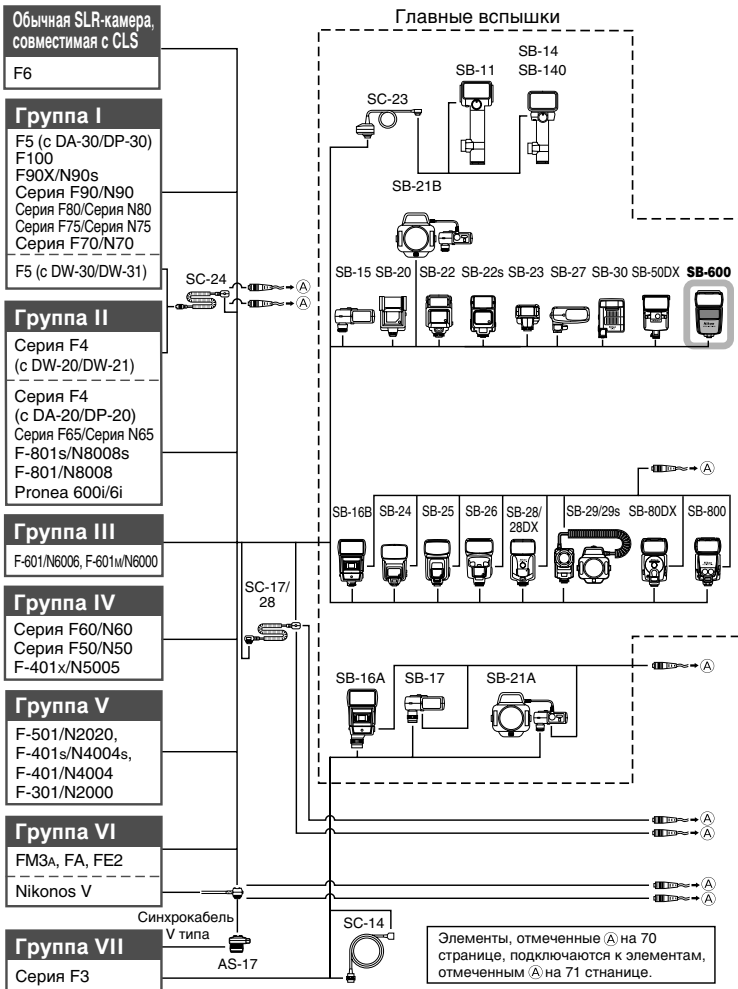 Обычная SLR-камера,
совместимая с CLS
F6
Группа I
F5 (с DA-30/DP-30)
F100
F90X/N90s
Серия F90/N90
Серия F80/Серия N80
Серия F75/Серия N75
Серия F70/N70
F5 (с DW-30/DW-31)
Группа II
Серия F4
(с DW-20/DW-21)
Серия F4
(с DA-20/DP-20)
Серия F65/Серия N65
F-801s/N8008s
F-801/N8008
Pronea 600i/6i
Группа III
F-601/N6006, F-601м/N6000
Группа IV
Серия F60/N60
Серия F50/N50
F-401x/N5005
Группа V
F-501/N2020,
F-401s/N4004s,
F-401/N4004
F-301/N2000
Группа VI
FM3A, FA, FE2
Nikonos V
Группа VII
Серия F3
SC-24
A
A
SC-17/
28
Синхрокабель
V типа
AS-17
Главные вспышки
SC-23
SB-11
SB-14
SB-140
SB-21B
SB-15 SB-20 SB-22 SB-22s SB-23 SB-27 SB-30 SB-50DX SB-600
A
SB-16B SB-24 SB-25 SB-26 SB-28/
28DX
SB-29/29s SB-80DX SB-800
SB-16A SB-17 SB-21A
A
A
A
A
A
SC-14
Элементы, отмеченные A на 70
странице, подключаются к элементам,
отмеченным A на 71 стнанице.